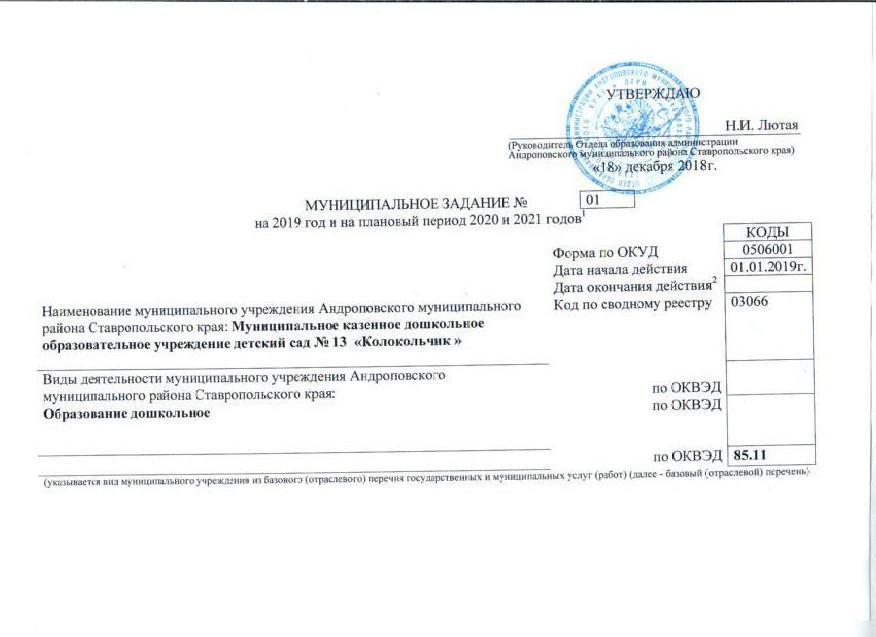 УТВЕРЖДАЮ
Н.И. Лютая
(Руководитель Отдела образования администрации
Андроповского муниципального района Ставропольского края)
«18» декабря 2018г.
МУНИЦИПАЛЬНОЕ ЗАДАНИЕ № 01
на 2019 год и на плановый период 2020 и 2021 годов1
КОДЫ
Форма по ОКУД 0506001
Дата начала действия 01.01.2019г.
Дата окончания действия2
Код по сводному реестру 03066
Наименование муниципального учреждения Андроповского муниципального
района Ставропольского края: Муниципальное казенное дошкольное
образовательное учреждение детский сад № 13 «Колокольчик »
Виды деятельности муниципального учреждения Андроповского
муниципального района Ставропольского края:
Образование дошкольное
по ОКВЭД
по ОКВЭД
по ОКВЭД 85.11
(указывается вид муниципального учреждения из базового (отраслевого) перечня государственных и муниципальных услуг (работ) (далее - базовый (отраслевой) перечень)